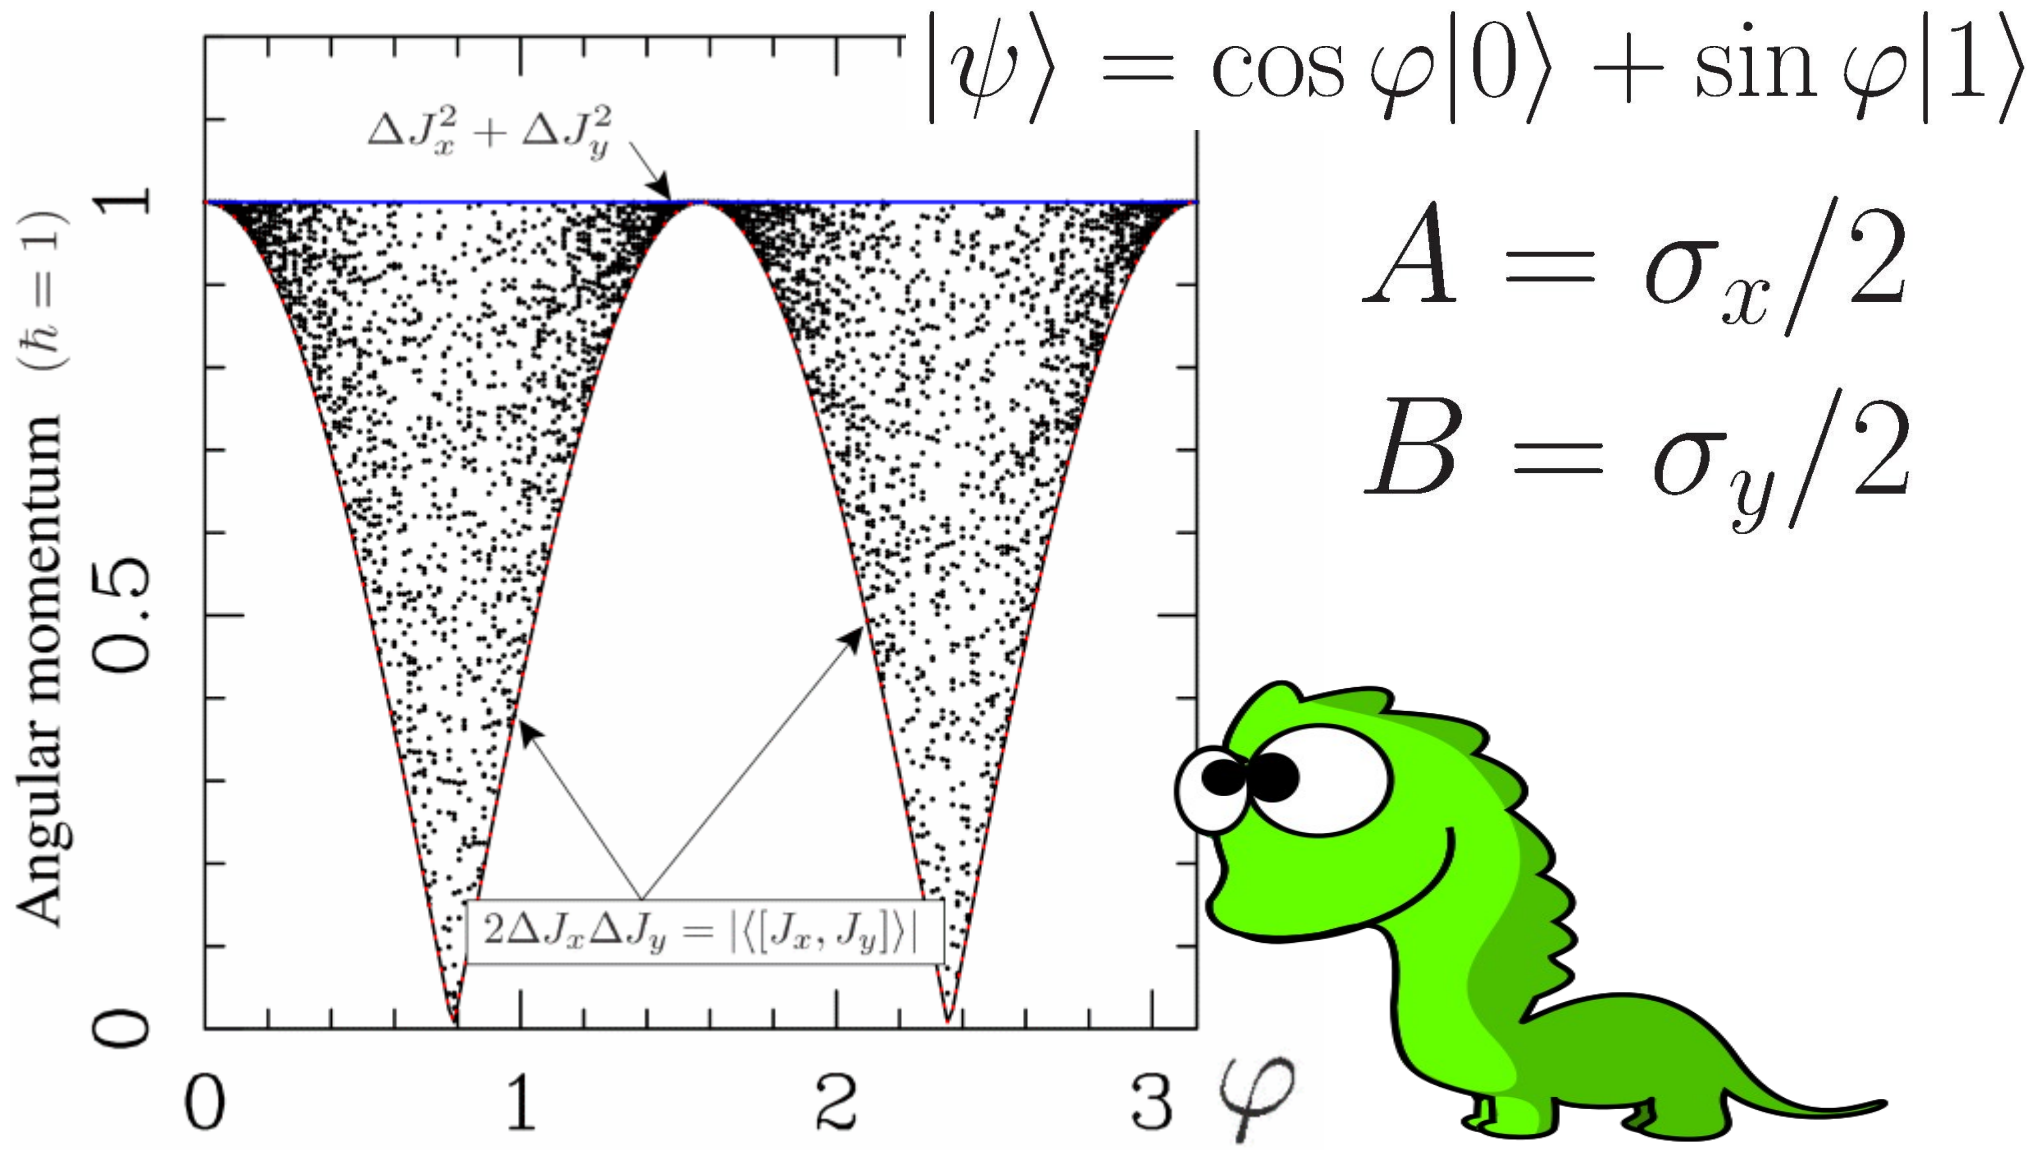 |ψ⟩ = cos φ|0⟩ + sin φ|1⟩
ΔJ_x^2 + ΔJ_y^2
A = σ_x/2
B = σ_y/2
Angular momentum (ħ = 1)
1
0.5
0
2ΔJ_xΔJ_y = |⟨[J_x, J_y]⟩|
0 1 2 3 φ